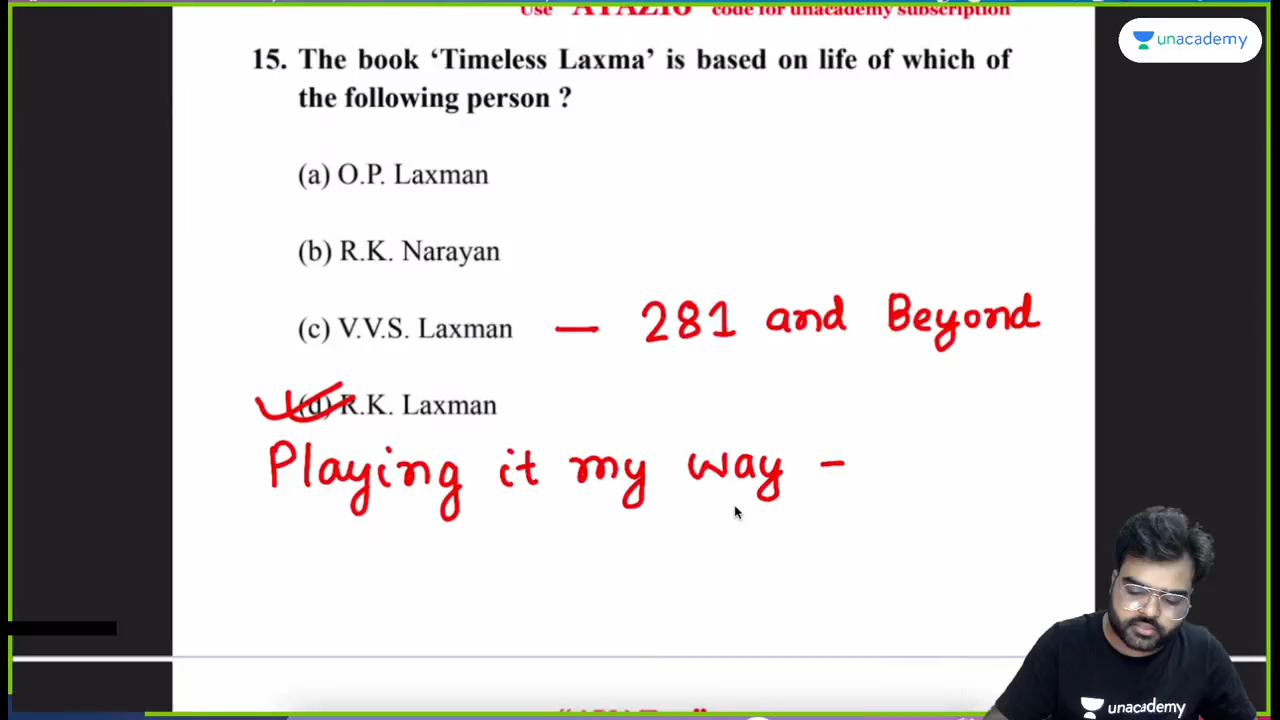 code for unacademy subscription
unacademy
15. The book ‘Timeless Laxma’ is based on life of which of
the following person ?
(a) O.P. Laxman
(b) R.K. Narayan
(c) V.V.S. Laxman — 281 and Beyond
(d) R.K. Laxman
Playing it my way -
unacademy